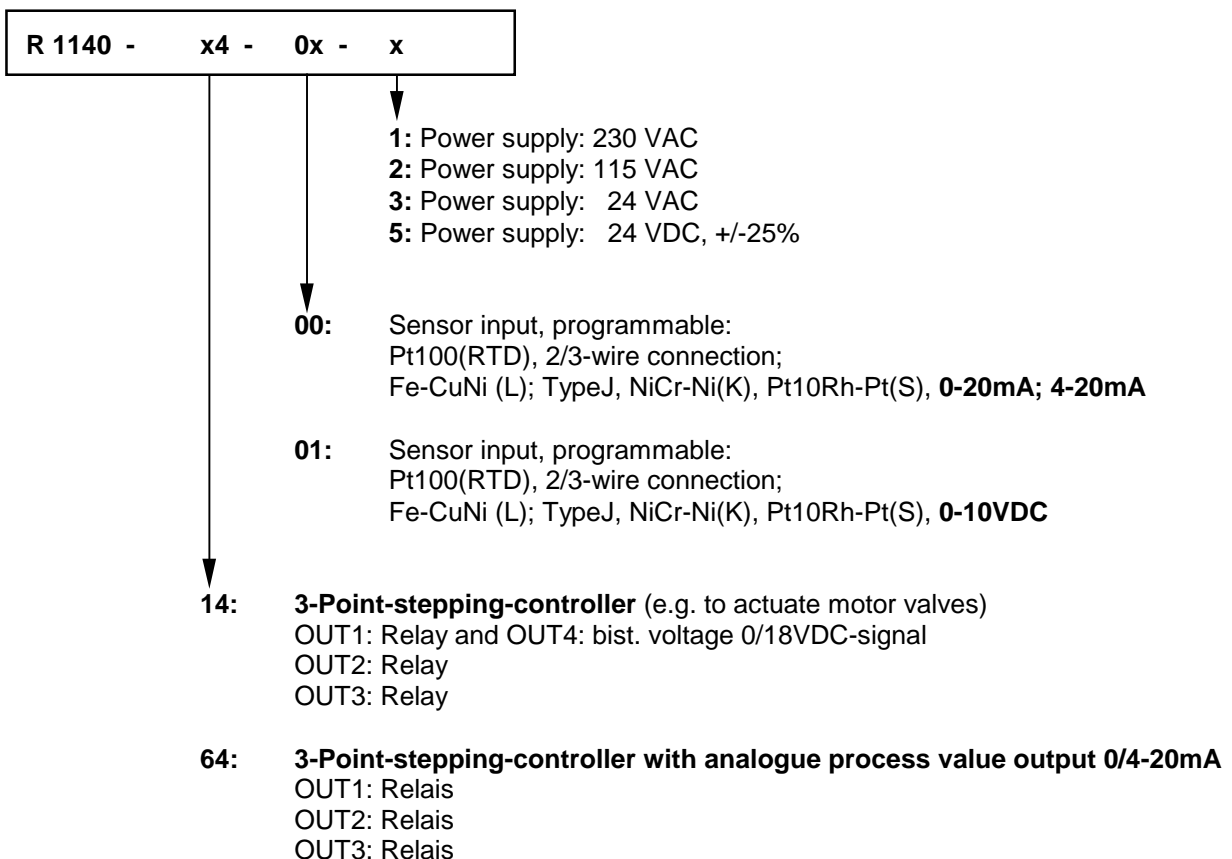 R 1140 - x4 - 0x - x
1: Power supply: 230 VAC
2: Power supply: 115 VAC
3: Power supply: 24 VAC
5: Power supply: 24 VDC, +/-25%
00: Sensor input, programmable:
Pt100(RTD), 2/3-wire connection;
Fe-CuNi (L); TypeJ, NiCr-Ni(K), Pt10Rh-Pt(S), 0-20mA; 4-20mA
01: Sensor input, programmable:
Pt100(RTD), 2/3-wire connection;
Fe-CuNi (L); TypeJ, NiCr-Ni(K), Pt10Rh-Pt(S), 0-10VDC
14: 3-Point-stepping-controller (e.g. to actuate motor valves)
OUT1: Relay and OUT4: bist. voltage 0/18VDC-signal
OUT2: Relay
OUT3: Relay
64: 3-Point-stepping-controller with analogue process value output 0/4-20mA
OUT1: Relais
OUT2: Relais
OUT3: Relais